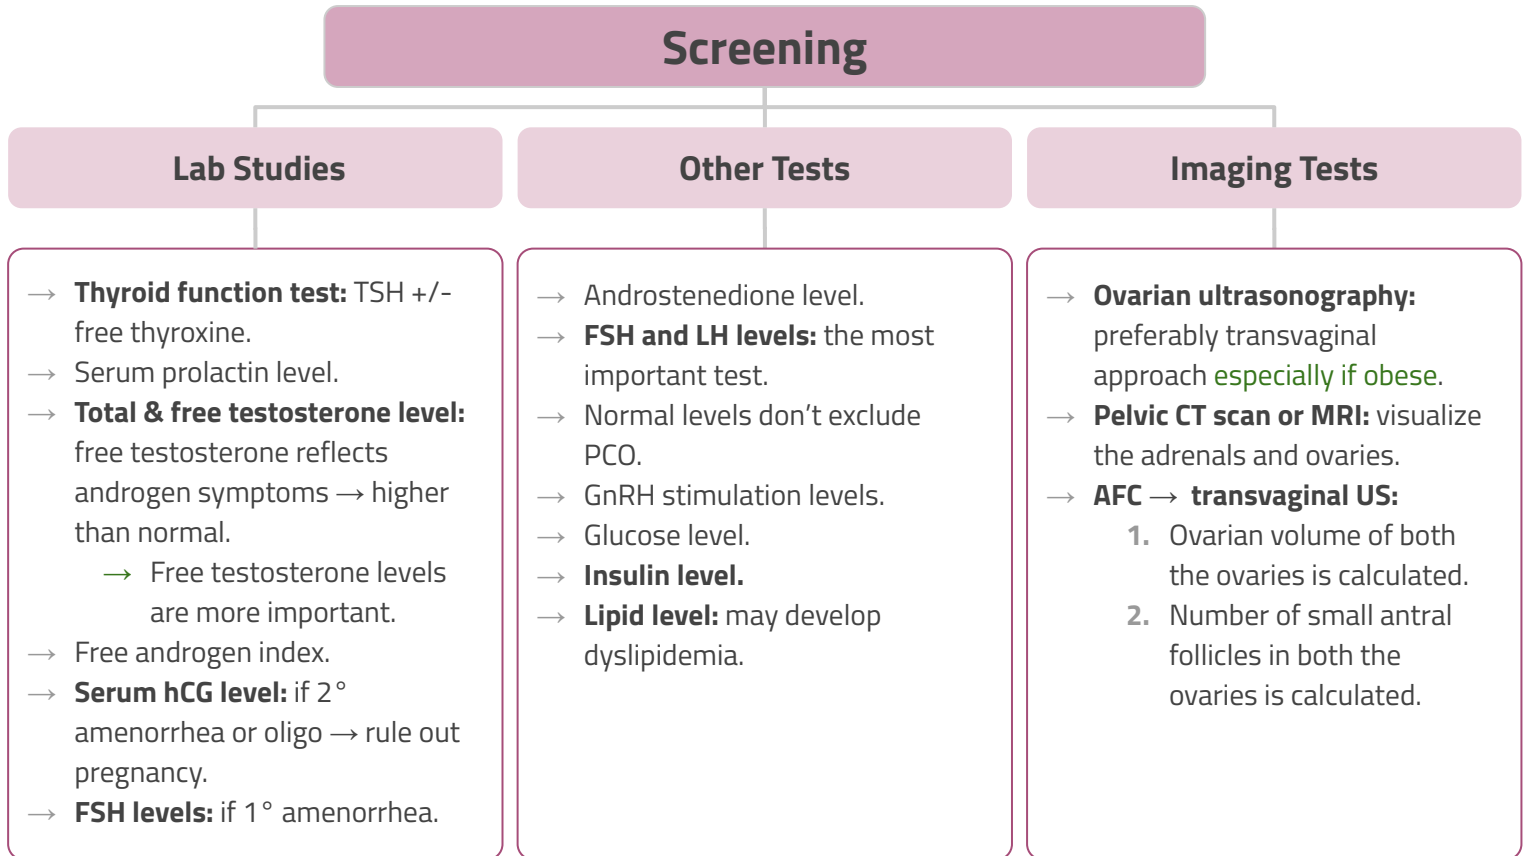 Screening
Lab Studies
→ Thyroid function test: TSH +/-
free thyroxine.
→ Serum prolactin level.
→ Total & free testosterone level:
free testosterone reflects
androgen symptoms → higher
than normal.
→ Free testosterone levels
are more important.
→ Free androgen index.
→ Serum hCG level: if 2°
amenorrhea or oligo → rule out
pregnancy.
→ FSH levels: if 1° amenorrhea.
Other Tests
→ Androstenedione level.
→ FSH and LH levels: the most
important test.
→ Normal levels don’t exclude
PCO.
→ GnRH stimulation levels.
→ Glucose level.
→ Insulin level.
→ Lipid level: may develop
dyslipidemia.
Imaging Tests
→ Ovarian ultrasonography:
preferably transvaginal
approach especially if obese.
→ Pelvic CT scan or MRI: visualize
the adrenals and ovaries.
→ AFC → transvaginal US:
1. Ovarian volume of both
the ovaries is calculated.
2. Number of small antral
follicles in both the
ovaries is calculated.